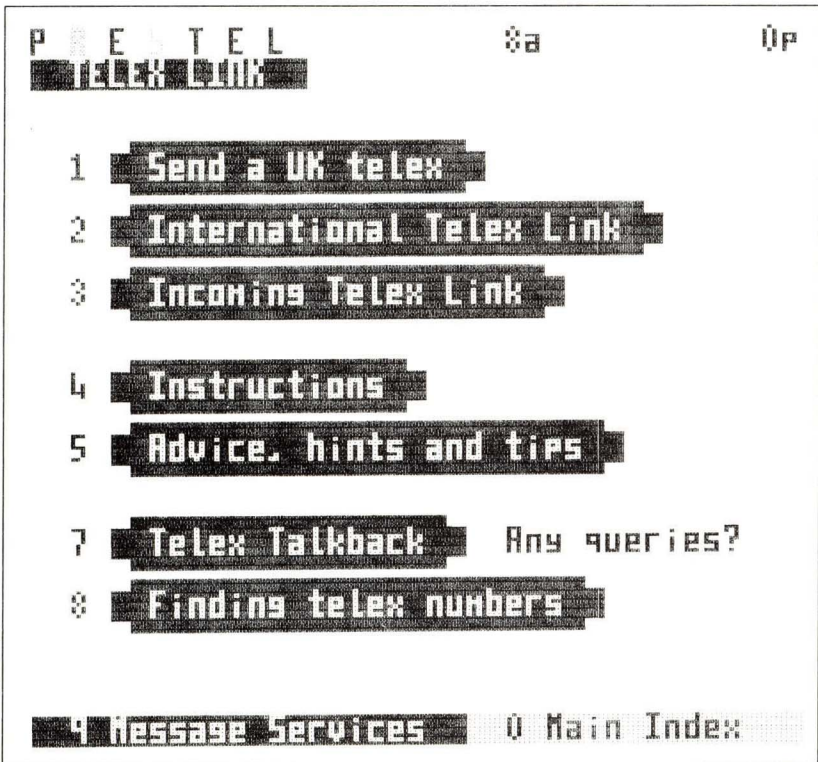 P R E S T E L 8a 0p
TELEX LINK
1 Send a UK telex
2 International Telex Link
3 Incoming Telex Link
4 Instructions
5 Advice, hints and tips
7 Telex Talkback Any queries?
8 Finding telex numbers
9 Message Services 0 Main Index